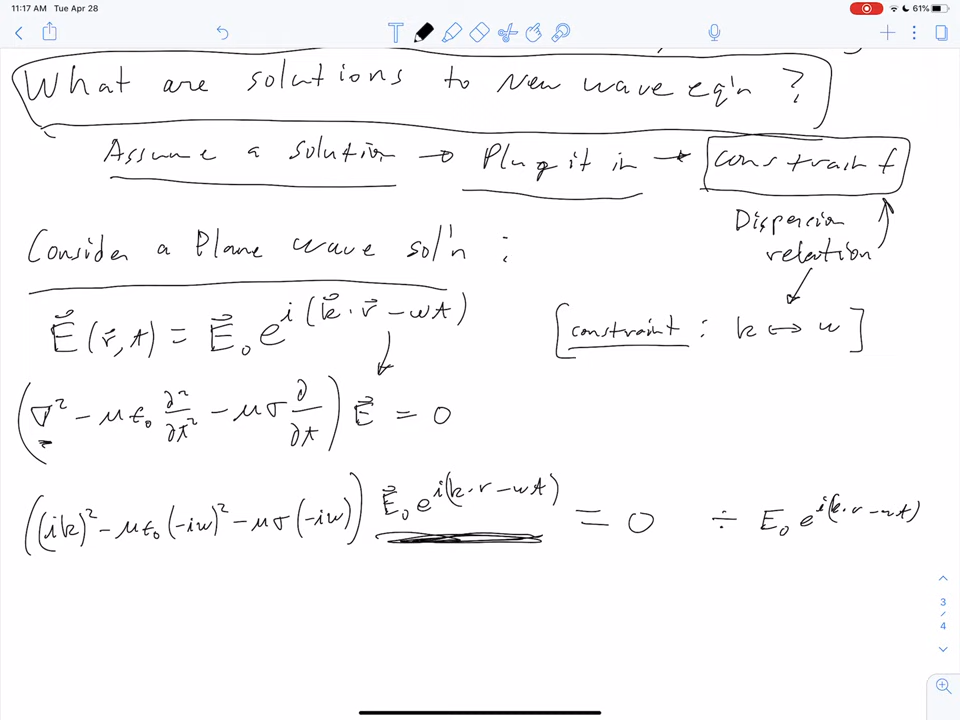 11:17 AM Tue Apr 28
61%
What are solutions to New wave eq'n ?
Assume a solution → Plug it in → constraint
Dispersion relation
Consider a Plane wave sol'n :
[constraint : k ↔ ω]
E⃗(r⃗,t) = E⃗₀ e^{i(k⃗·r⃗ − ωt)}
(∇² − με₀ ∂²/∂t² − μσ ∂/∂t) E⃗ = 0
((ik)² − με₀(−iω)² − μσ(−iω)) E⃗₀ e^{i(k·r − ωt)} = 0 ÷ E₀ e^{i(k·r − ωt)}
3
/
4